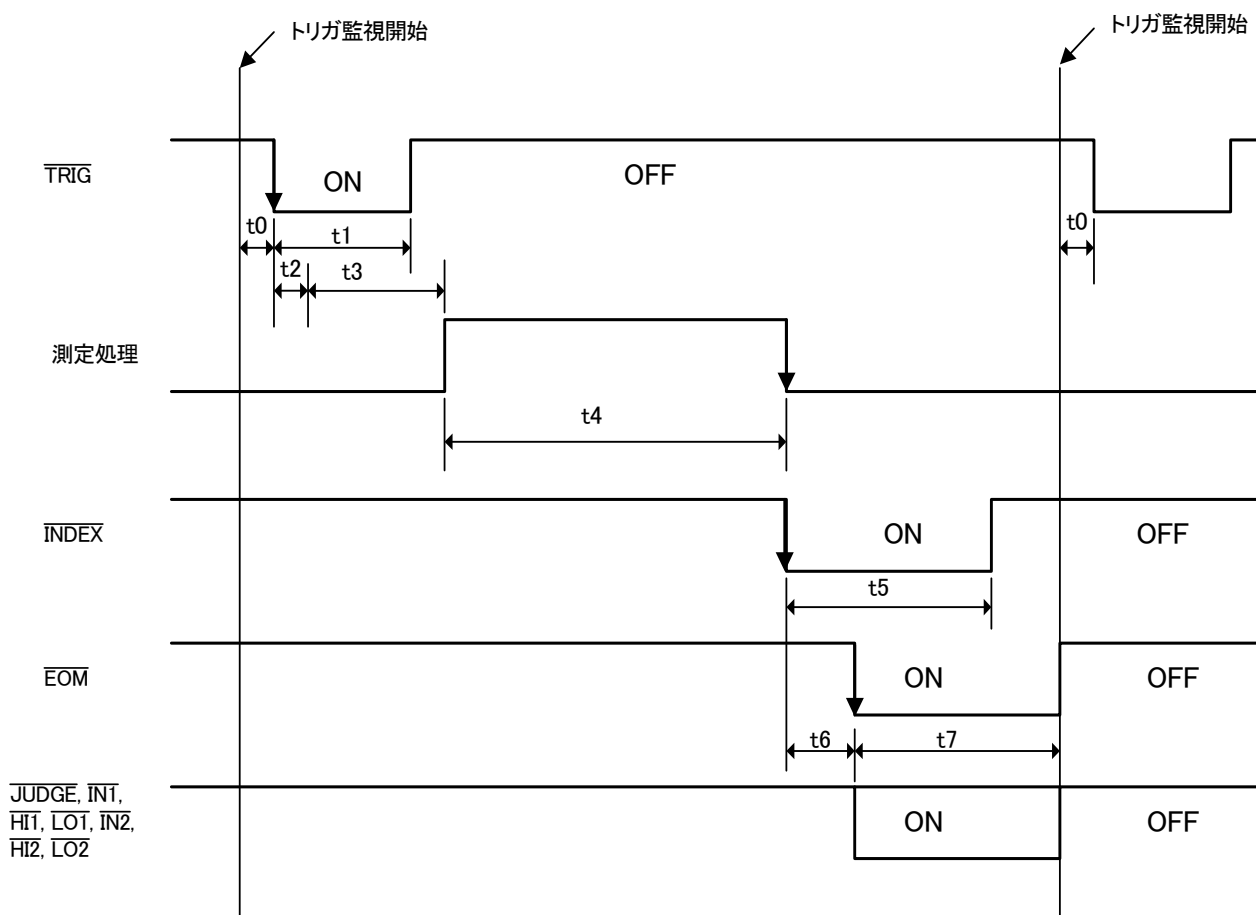 トリガ監視開始
トリガ監視開始
TRIG
ON
OFF
t0
t1
t0
t2
t3
測定処理
t4
INDEX
ON
OFF
t5
EOM
ON
OFF
t6
t7
JUDGE, IN1,
HI1, LO1, IN2,
HI2, LO2
ON
OFF